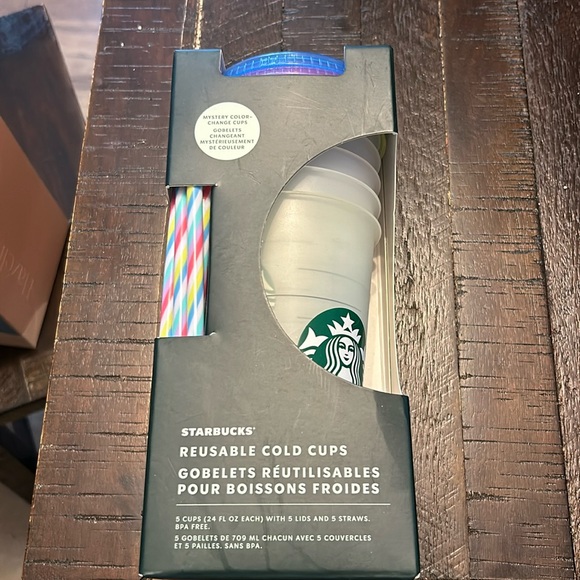 MYSTERY COLOR-
CHANGE CUPS
GOBELETS
CHANGEANT
MYSTÉRIEUSEMENT
DE COULEUR
STARBUCKS®
REUSABLE COLD CUPS
GOBELETS RÉUTILISABLES
POUR BOISSONS FROIDES
5 CUPS (24 FL OZ EACH) WITH 5 LIDS AND 5 STRAWS.
BPA FREE.
5 GOBELETS DE 709 ML CHACUN AVEC 5 COUVERCLES
ET 5 PAILLES. SANS BPA.